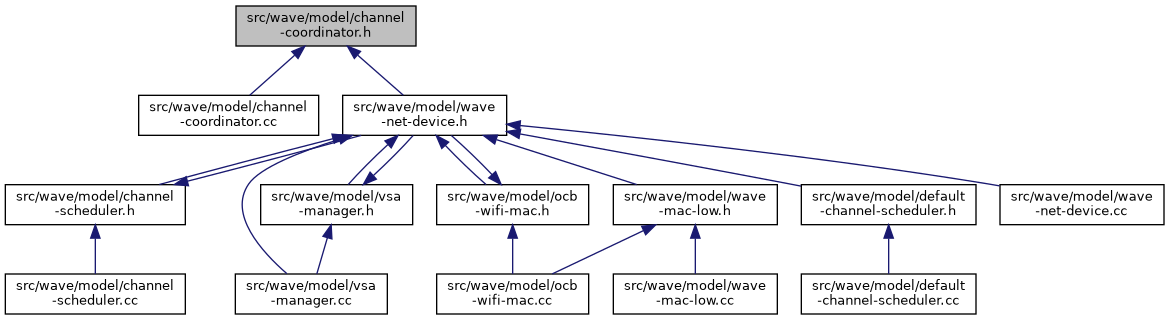 src/wave/model/channel
-coordinator.h
src/wave/model/channel
-coordinator.cc
src/wave/model/wave
-net-device.h
src/wave/model/channel
-scheduler.h
src/wave/model/vsa
-manager.h
src/wave/model/ocb
-wifi-mac.h
src/wave/model/wave
-mac-low.h
src/wave/model/default
-channel-scheduler.h
src/wave/model/wave
-net-device.cc
src/wave/model/channel
-scheduler.cc
src/wave/model/vsa
-manager.cc
src/wave/model/ocb
-wifi-mac.cc
src/wave/model/wave
-mac-low.cc
src/wave/model/default
-channel-scheduler.cc